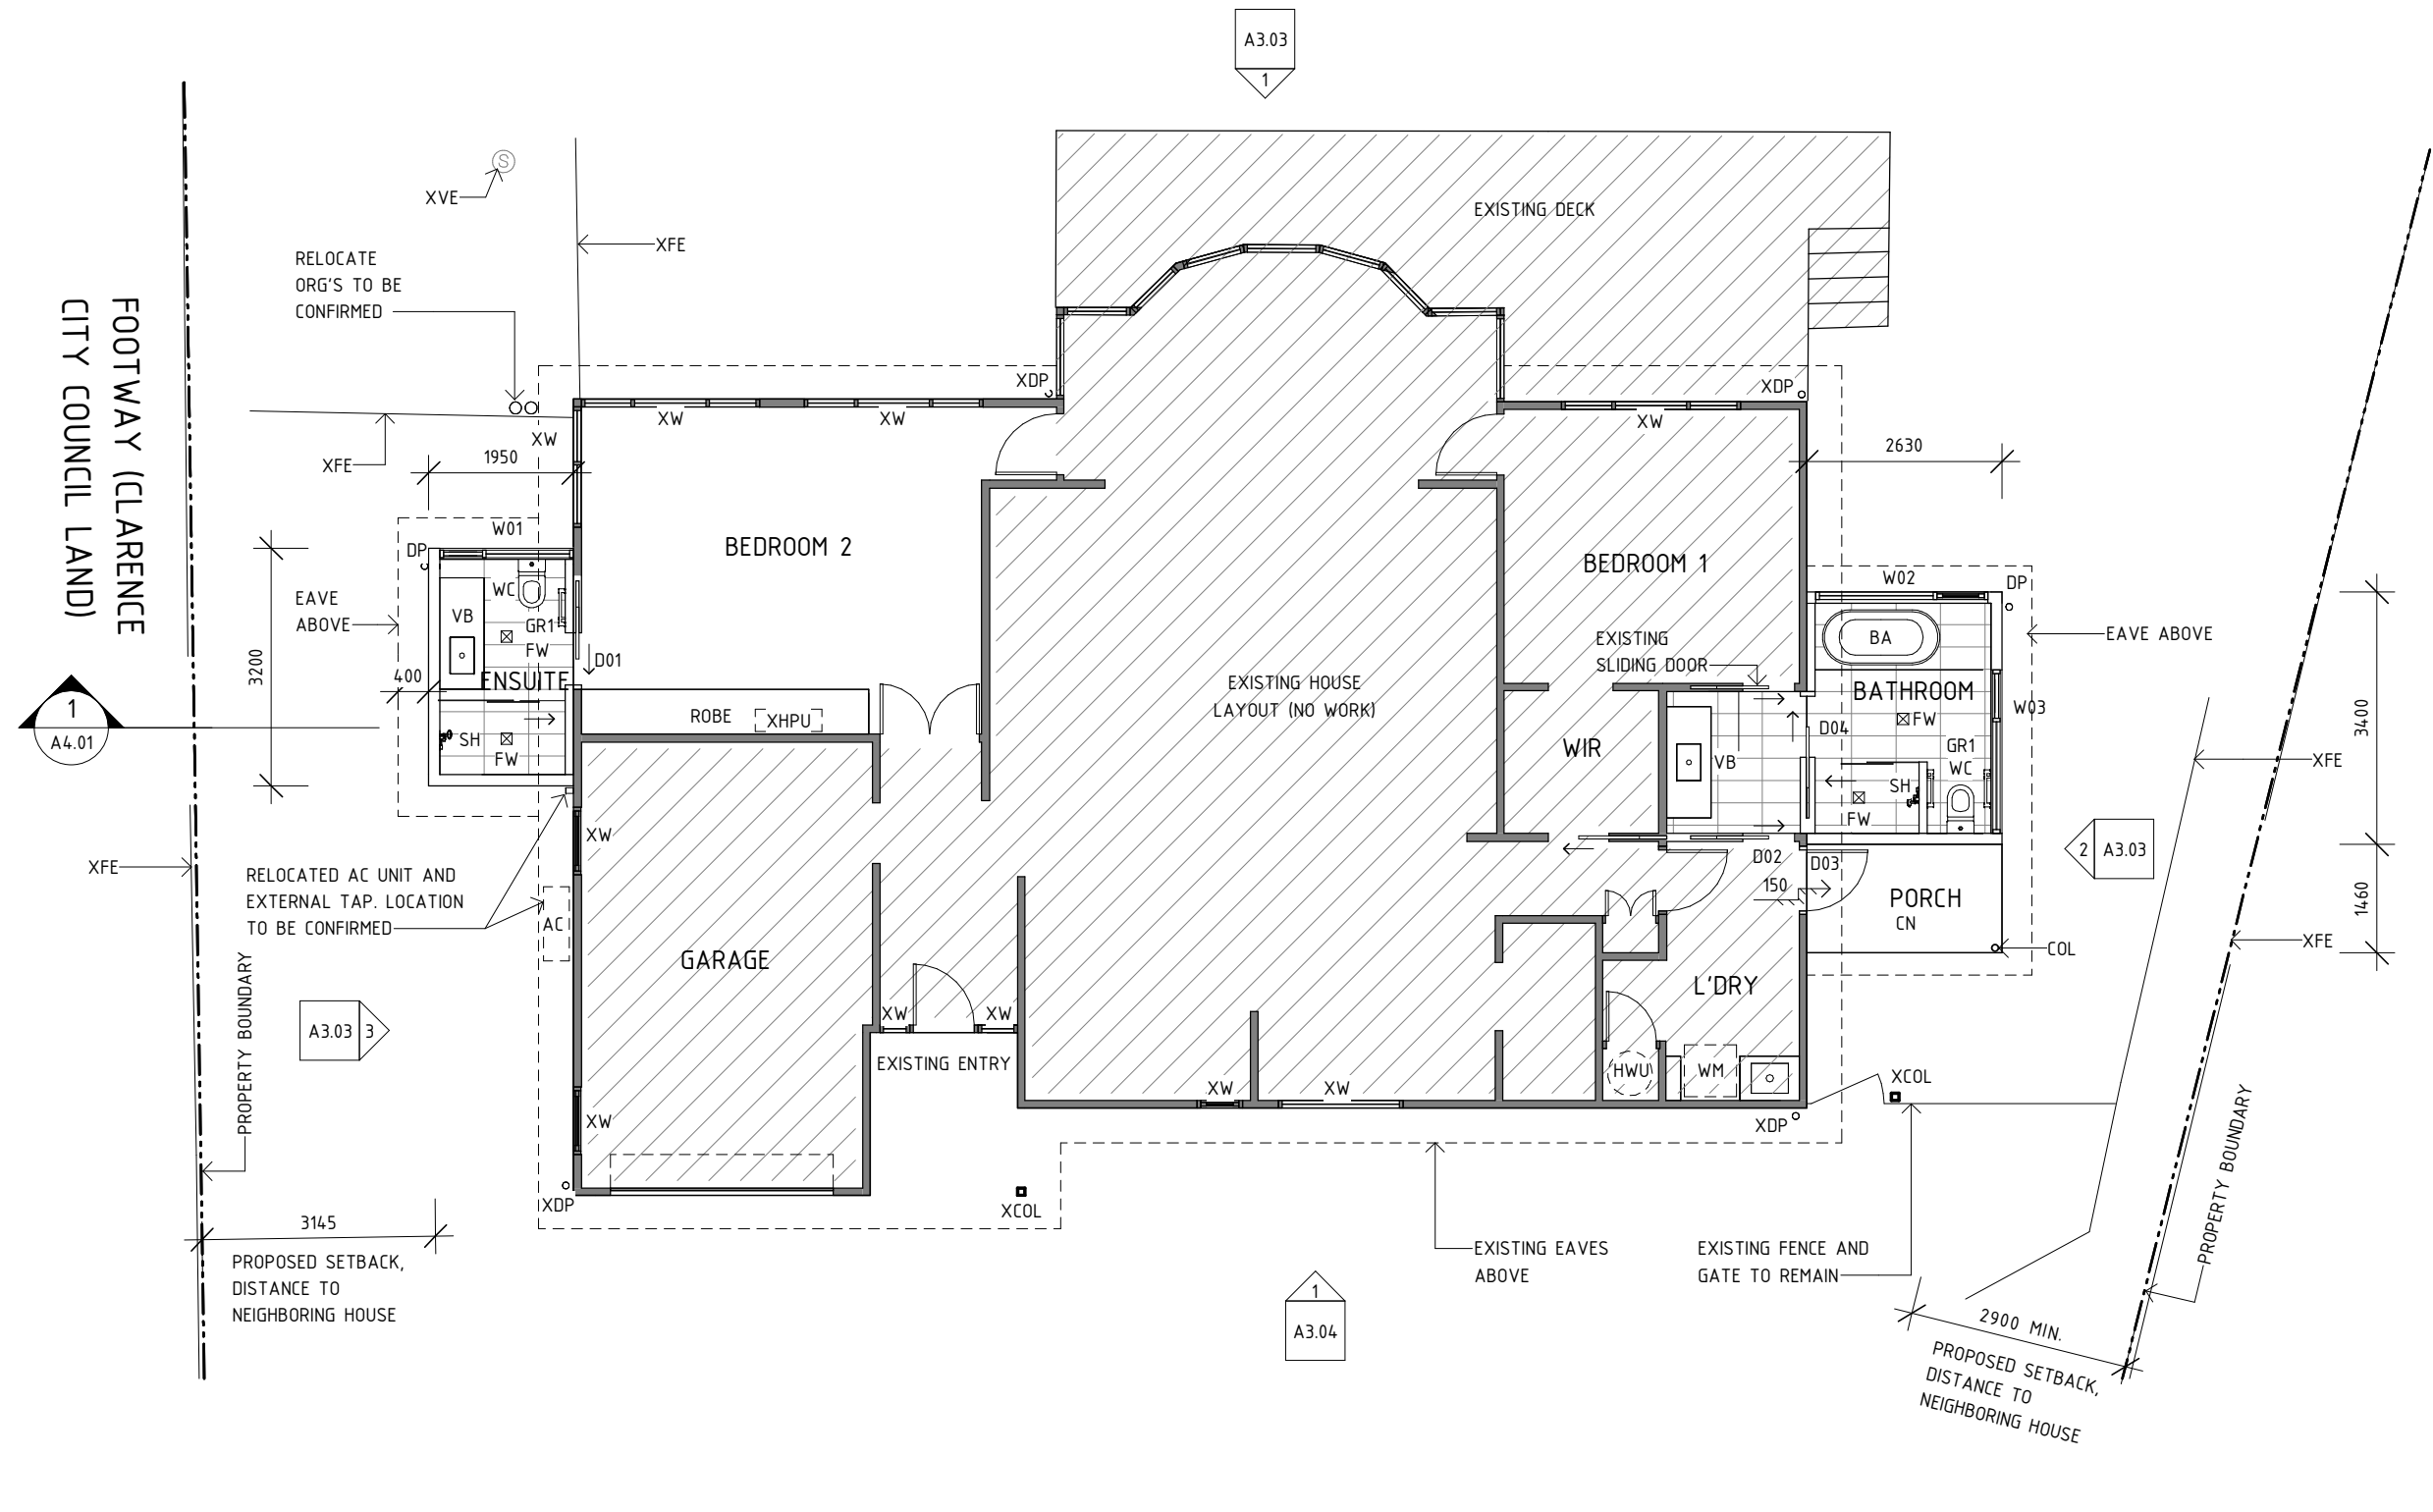 A3.03
1
S
XVE
EXISTING DECK
XFE
RELOCATE
ORG'S TO BE
CONFIRMED
FOOTWAY (CLARENCE
CITY COUNCIL LAND)
XDP
XDP
XW
XW
XW
XW
XFE
1950
2630
W01
DP
BEDROOM 2
BEDROOM 1
W02
DP
WC
VB
GR1
FW
EAVE
ABOVE
D01
BA
EAVE ABOVE
EXISTING
SLIDING DOOR
3200
400
ENSUITE
EXISTING HOUSE
LAYOUT (NO WORK)
BATHROOM
W03
3400
1
A4.01
ROBE
XHPU
SH
FW
WIR
VB
D04
FW
GR1
WC
SH
FW
XFE
XW
XFE
RELOCATED AC UNIT AND
EXTERNAL TAP. LOCATION
TO BE CONFIRMED
AC
D02
D03
150
2
A3.03
PORCH
CN
1460
COL
XFE
GARAGE
L'DRY
PROPERTY BOUNDARY
A3.03
3
XW
XW
EXISTING ENTRY
XW
XW
HWU
WM
XCOL
XW
XDP
XDP
XCOL
PROPERTY BOUNDARY
3145
PROPOSED SETBACK,
DISTANCE TO
NEIGHBORING HOUSE
EXISTING EAVES
ABOVE
EXISTING FENCE AND
GATE TO REMAIN
1
A3.04
2900 MIN.
PROPOSED SETBACK,
DISTANCE TO
NEIGHBORING HOUSE